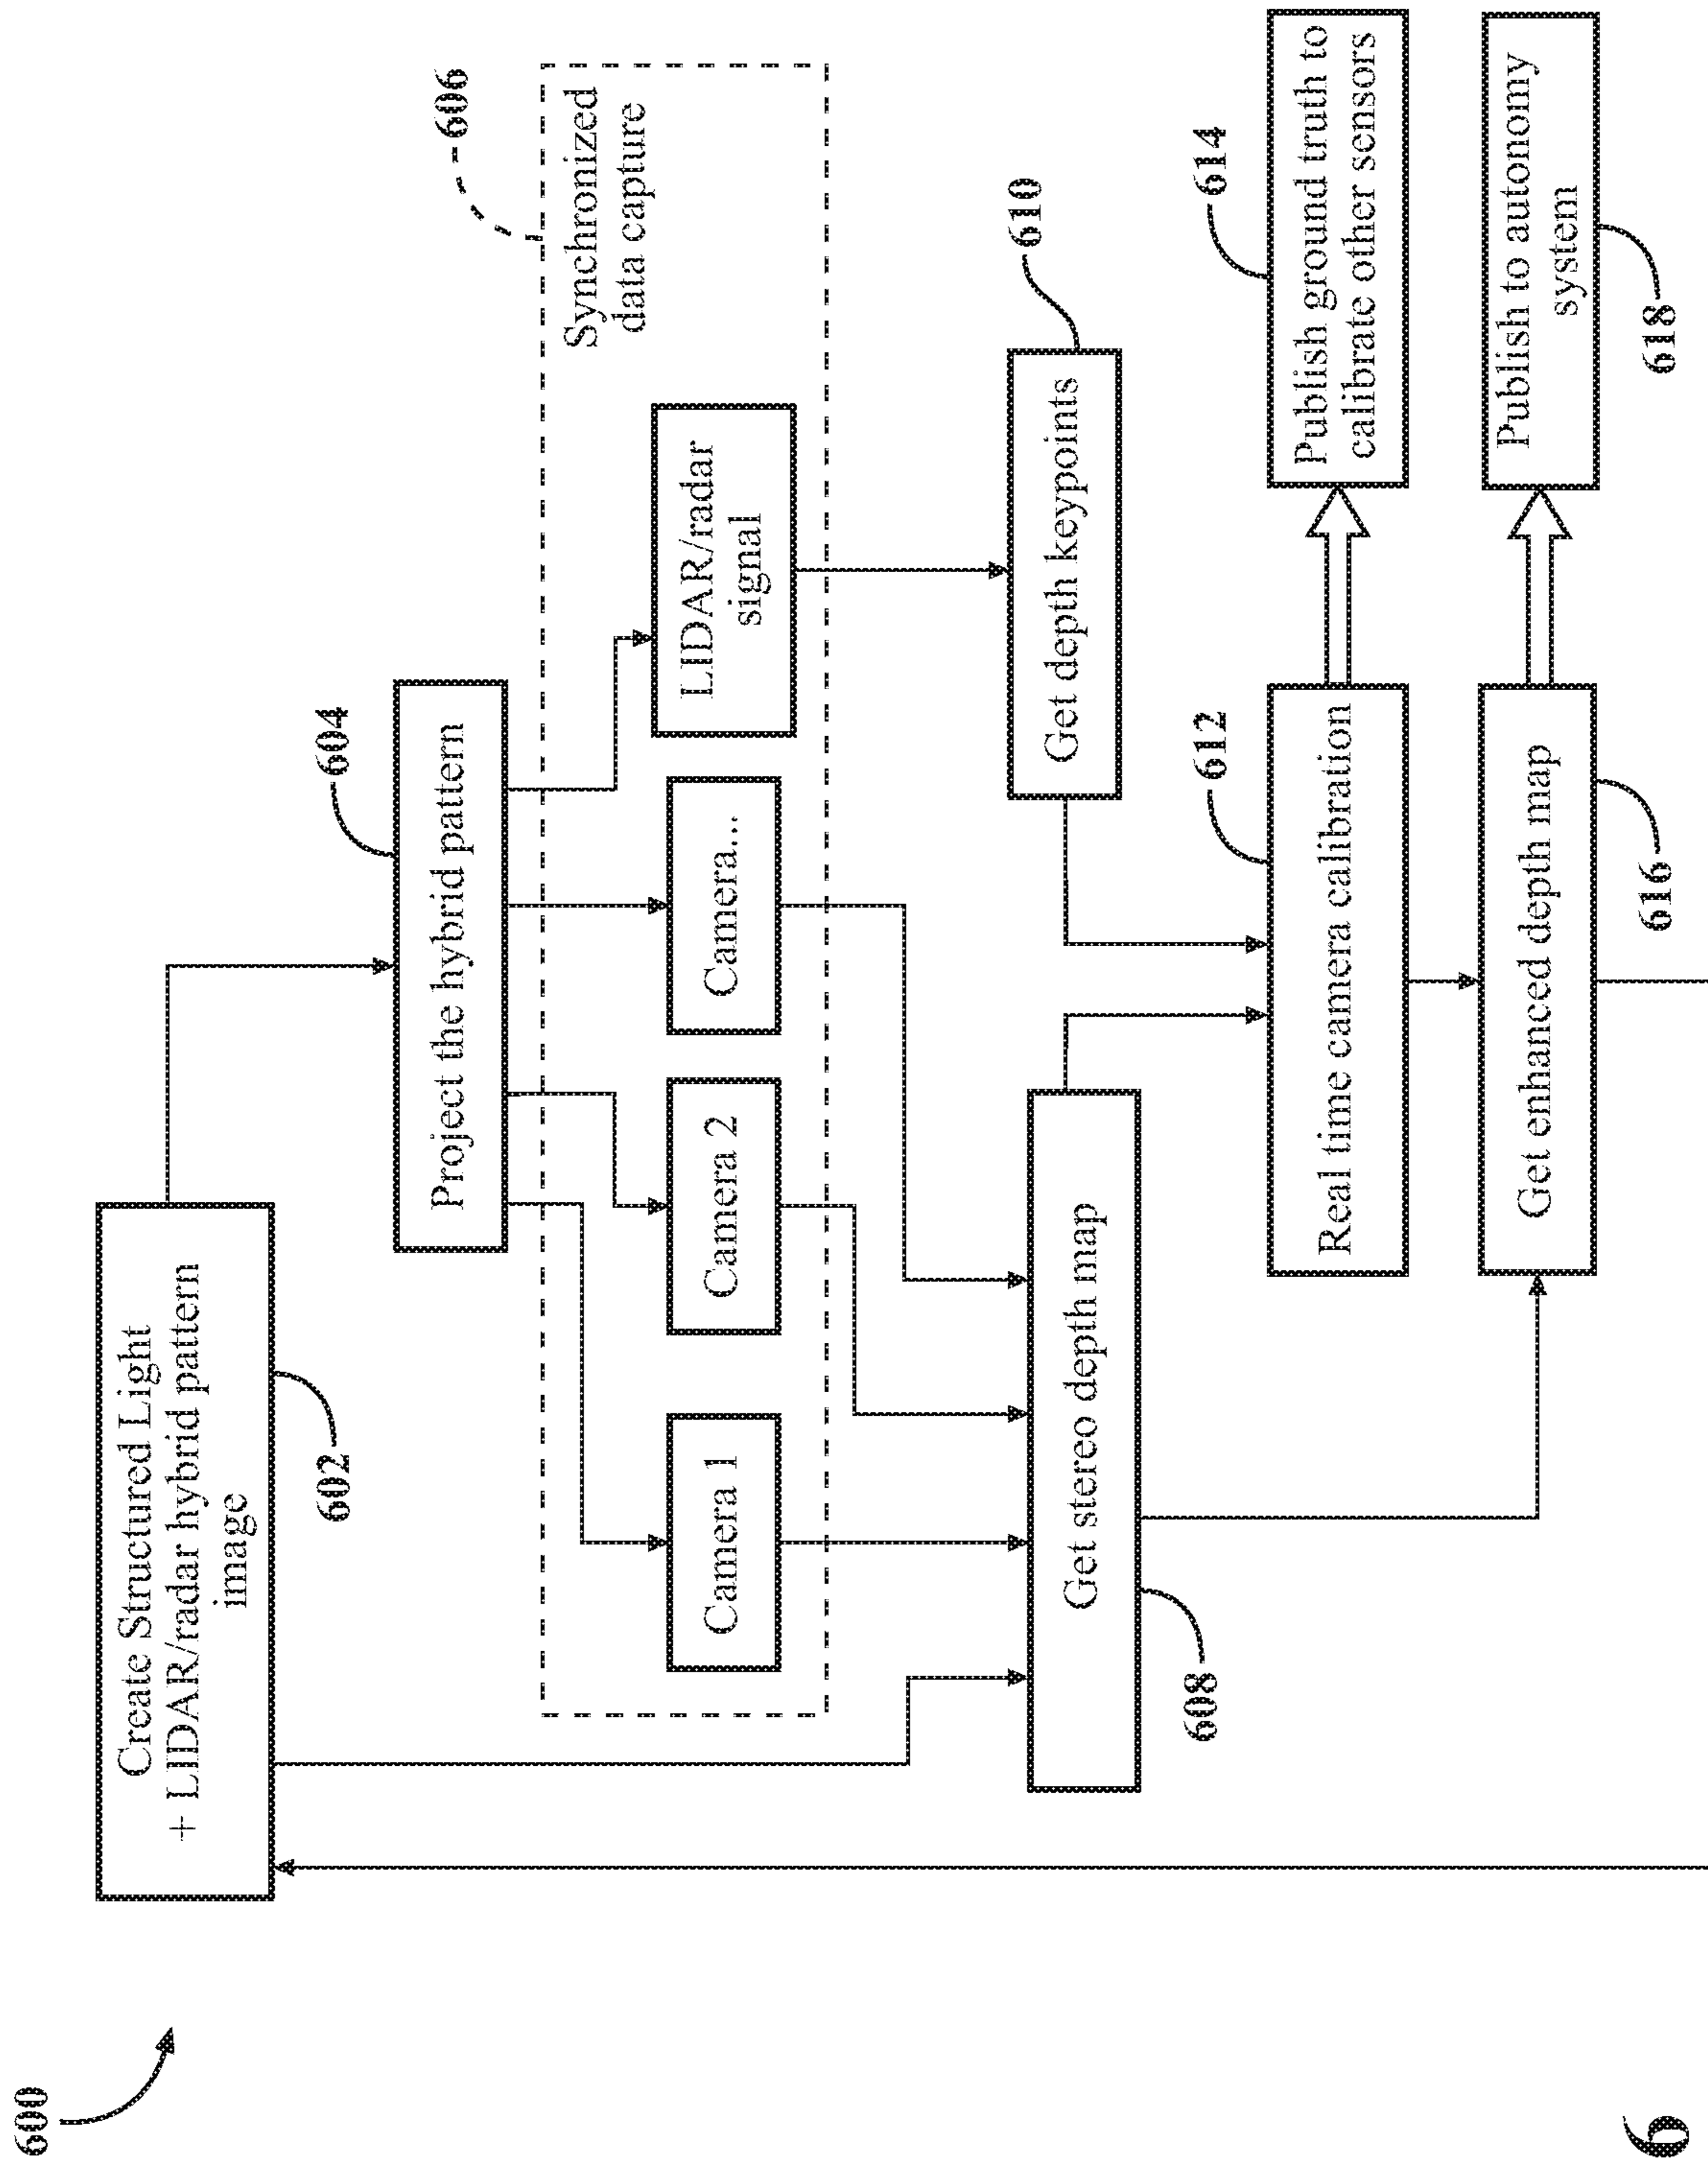 600
Create Structured Light
+ LIDAR/radar hybrid pattern
image
602
604
Project the hybrid pattern
606
Synchronized
data capture
Camera 1
Camera 2
Camera...
LIDAR/radar
signal
Get stereo depth map
608
Get depth keypoints
610
612
Real time camera calibration
614
Publish ground truth to
calibrate other sensors
Get enhanced depth map
616
Publish to autonomy
system
618
6